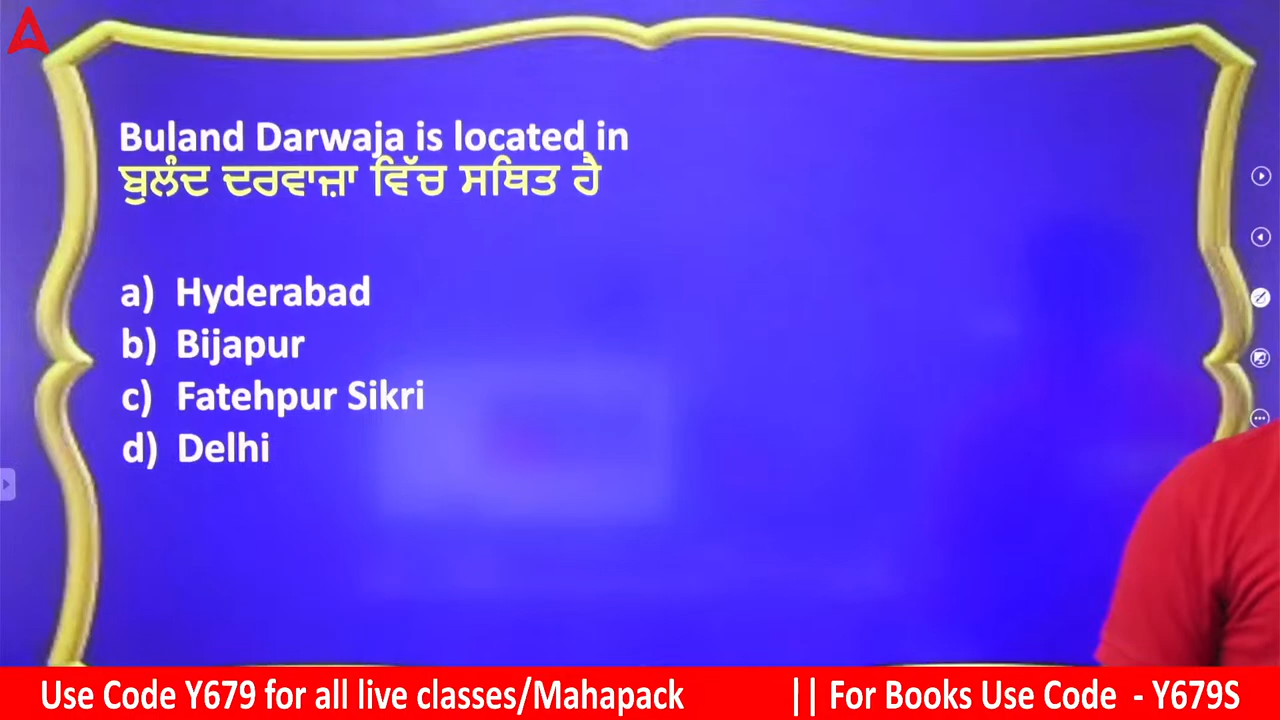 Buland Darwaja is located in
ਬੁਲੰਦ ਦਰਵਾਜ਼ਾ ਵਿੱਚ ਸਥਿਤ ਹੈ
a) Hyderabad
b) Bijapur
c) Fatehpur Sikri
d) Delhi
Use Code Y679 for all live classes/Mahapack || For Books Use Code - Y679S